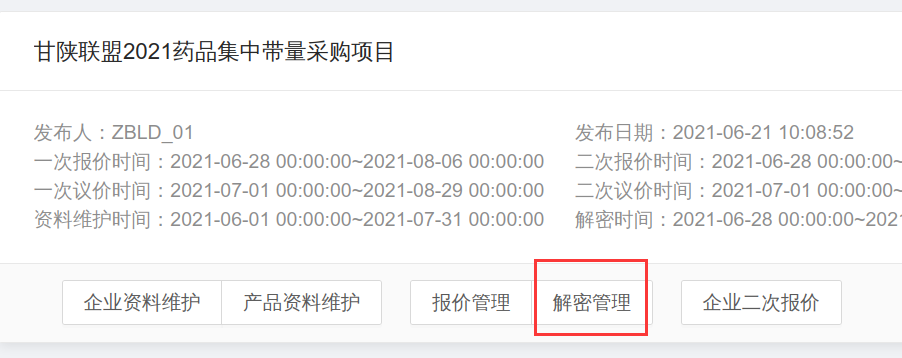 甘陕联盟2021药品集中带量采购项目
发布人：ZBLD_01 发布日期：2021-06-21 10:08:52
一次报价时间：2021-06-28 00:00:00~2021-08-06 00:00:00 二次报价时间：2021-06-28 00:00:00~
一次议价时间：2021-07-01 00:00:00~2021-08-29 00:00:00 二次议价时间：2021-07-01 00:00:00~
资料维护时间：2021-06-01 00:00:00~2021-07-31 00:00:00 解密时间：2021-06-28 00:00:00~2021
企业资料维护 产品资料维护 报价管理 解密管理 企业二次报价